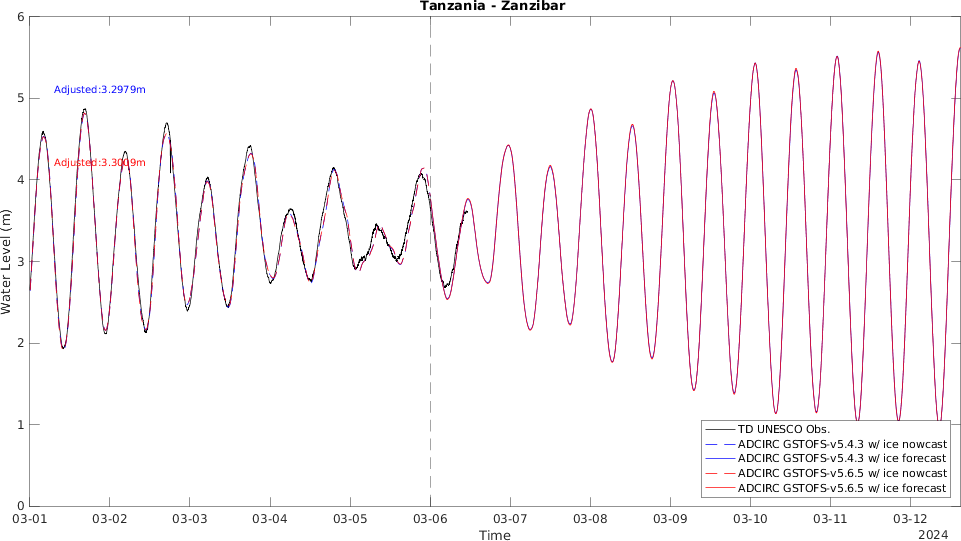 Tanzania - Zanzibar
6
5
4
3
2
1
0
Water Level (m)
Adjusted:3.2979m
Adjusted:3.3009m
TD UNESCO Obs.
ADCIRC GSTOFS-v5.4.3 w/ ice nowcast
ADCIRC GSTOFS-v5.4.3 w/ ice forecast
ADCIRC GSTOFS-v5.6.5 w/ ice nowcast
ADCIRC GSTOFS-v5.6.5 w/ ice forecast
03-01 03-02 03-03 03-04 03-05 03-06 03-07 03-08 03-09 03-10 03-11 03-12
Time
2024